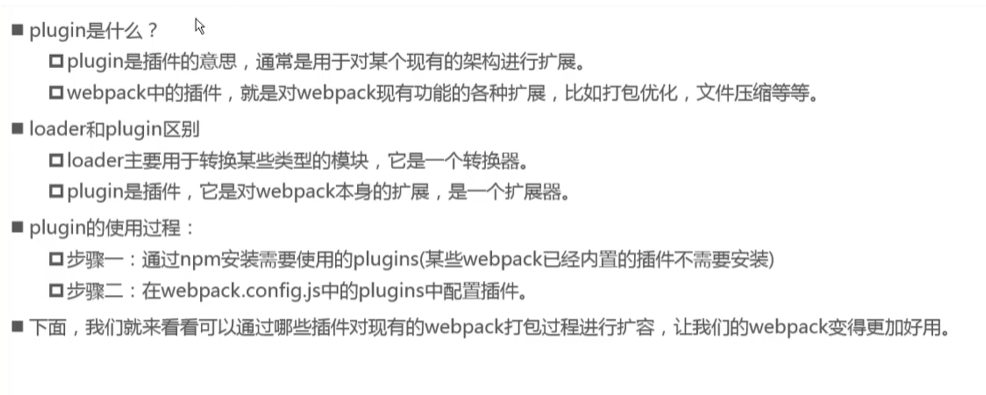 ■ plugin是什么？
□ plugin是插件的意思，通常是用于对某个现有的架构进行扩展。
□ webpack中的插件，就是对webpack现有功能的各种扩展，比如打包优化，文件压缩等等。
■ loader和plugin区别
□ loader主要用于转换某些类型的模块，它是一个转换器。
□ plugin是插件，它是对webpack本身的扩展，是一个扩展器。
■ plugin的使用过程：
□ 步骤一：通过npm安装需要使用的plugins(某些webpack已经内置的插件不需要安装)
□ 步骤二：在webpack.config.js中的plugins中配置插件。
■ 下面，我们就来看看可以通过哪些插件对现有的webpack打包过程进行扩容，让我们的webpack变得更加好用。